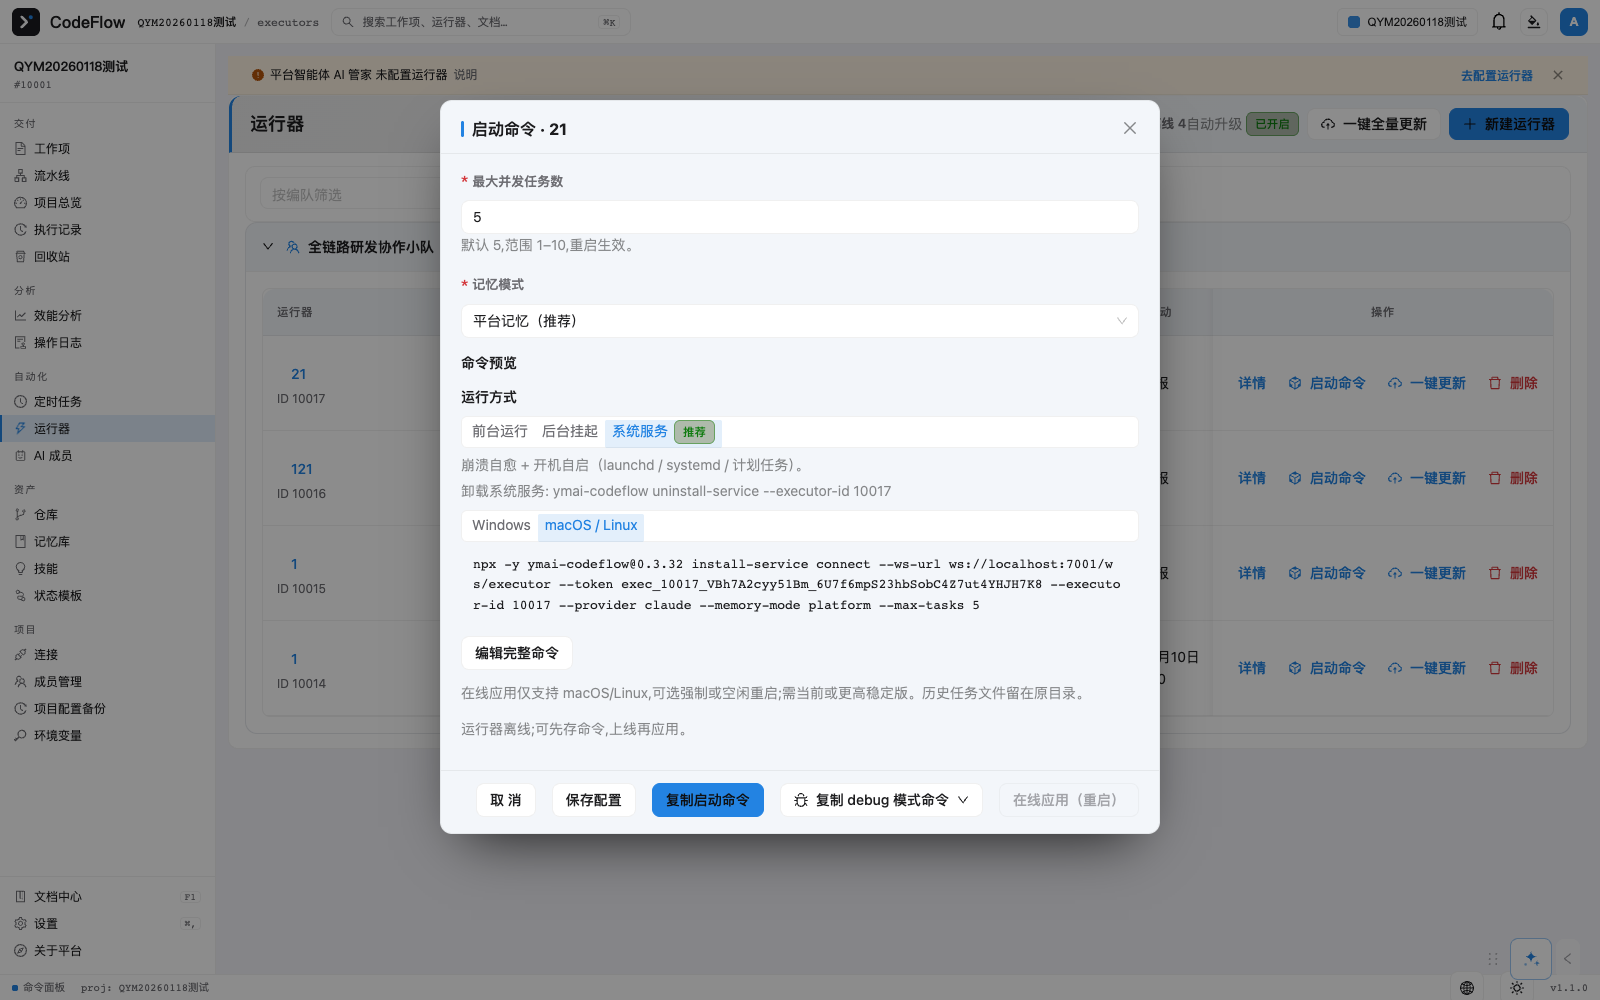 CodeFlow QYM20260118测试 / executors
搜索工作项、运行器、文档... ⌘K
QYM20260118测试
A
QYM20260118测试
#10001
交付
工作项
流水线
项目总览
执行记录
回收站
分析
效能分析
操作日志
自动化
定时任务
运行器
AI 成员
资产
仓库
记忆库
技能
状态模板
项目
连接
成员管理
项目配置备份
环境变量
文档中心 F1
设置 ⌘,
关于平台
命令面板 proj: QYM20260118测试
v1.1.0
平台智能体 AI 管家 未配置运行器 说明
去配置运行器
运行器
线 4 自动升级 已开启 一键全量更新 新建运行器
按编队筛选
全链路研发协作小队
运行器 动 操作
21
ID 10017
详情 启动命令 一键更新 删除
121
ID 10016
详情 启动命令 一键更新 删除
1
ID 10015
详情 启动命令 一键更新 删除
1
ID 10014
月10日
详情 启动命令 一键更新 删除
启动命令 · 21
* 最大并发任务数
5
默认 5,范围 1–10,重启生效。
* 记忆模式
平台记忆（推荐）
命令预览
运行方式
前台运行 后台挂起 系统服务 推荐
崩溃自愈 + 开机自启（launchd / systemd / 计划任务）。
卸载系统服务: ymai-codeflow uninstall-service --executor-id 10017
Windows macOS / Linux
npx -y ymai-codeflow@0.3.32 install-service connect --ws-url ws://localhost:7001/w
s/executor --token exec_10017_VBh7A2cyy51Bm_6U7f6mpS23hbSobC4Z7ut4YHJH7K8 --executo
r-id 10017 --provider claude --memory-mode platform --max-tasks 5
编辑完整命令
在线应用仅支持 macOS/Linux,可选强制或空闲重启;需当前或更高稳定版。历史任务文件留在原目录。
运行器离线;可先存命令,上线再应用。
取 消 保存配置 复制启动命令 复制 debug 模式命令 在线应用（重启）